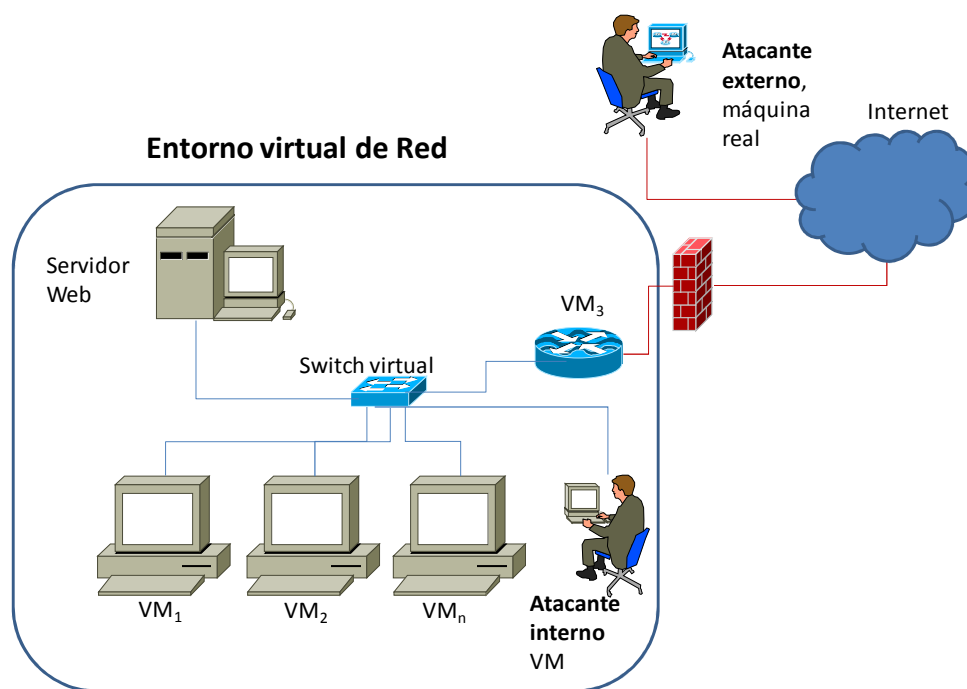 Atacante
externo,
máquina
real
Internet
Entorno virtual de Red
Servidor
Web
VM₃
Switch virtual
VM₁
VM₂
VMₙ
Atacante
interno
VM